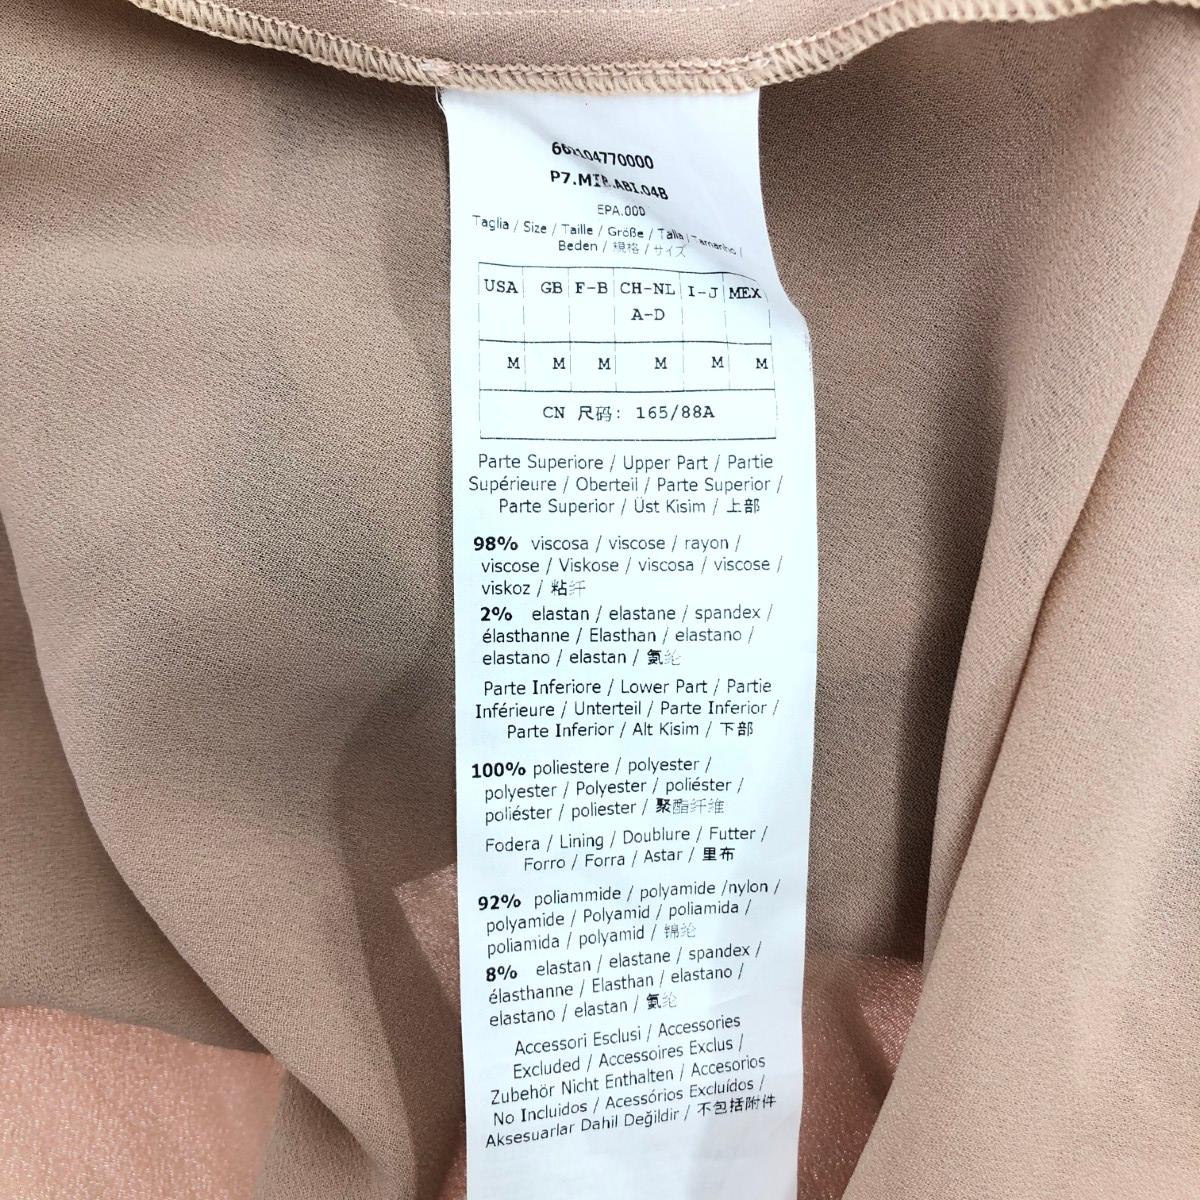 P7.MIB.ABI.04B
EPA.000
Taglia / Size / Taille / Größe / Talla / Tamanho /
Beden / 規格 / サイズ
USA GB F-B CH-NL I-J MEX
A-D
M M M M M M
CN 尺码: 165/88A
Parte Superiore / Upper Part / Partie
Supérieure / Oberteil / Parte Superior /
Parte Superior / Üst Kisim / 上部
98% viscosa / viscose / rayon /
viscose / Viskose / viscosa / viscose /
viskoz / 粘纤
2% elastan / elastane / spandex /
élasthanne / Elasthan / elastano /
elastano / elastan / 氨纶
Parte Inferiore / Lower Part / Partie
Inférieure / Unterteil / Parte Inferior /
Parte Inferior / Alt Kisim / 下部
100% poliestere / polyester /
polyester / Polyester / poliéster /
poliéster / poliester / 聚酯纤维
Fodera / Lining / Doublure / Futter /
Forro / Forra / Astar / 里布
92% poliammide / polyamide /nylon /
polyamide / Polyamid / poliamida /
poliamida / polyamid / 锦纶
8% elastan / elastane / spandex /
élasthanne / Elasthan / elastano /
elastano / elastan / 氨纶
Accessori Esclusi / Accessories
Excluded / Accessoires Exclus /
Zubehör Nicht Enthalten / Accesorios
No Incluidos / Acessórios Excluídos /
Aksesuarlar Dahil Değildir / 不包括附件